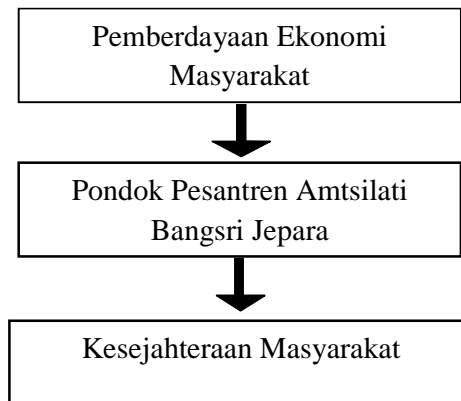 Pemberdayaan Ekonomi
Masyarakat
Pondok Pesantren Amtsilati
Bangsri Jepara
Kesejahteraan Masyarakat